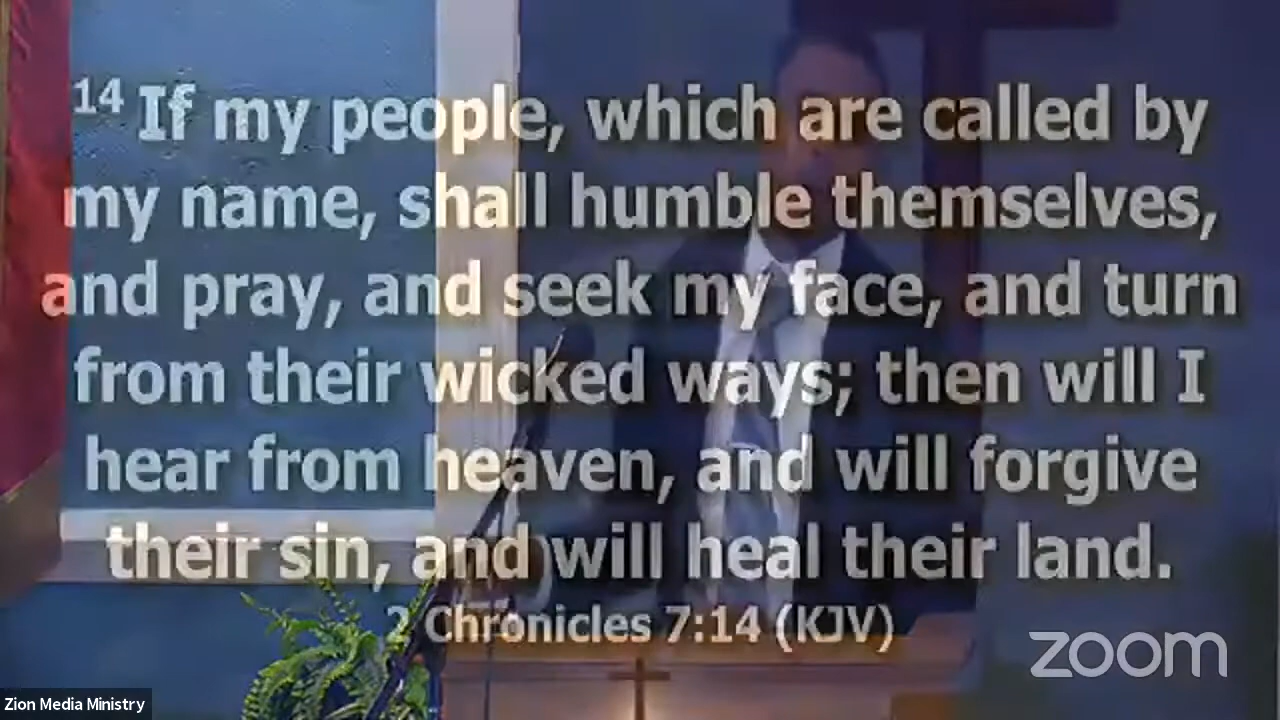 14 If my people, which are called by
my name, shall humble themselves,
and pray, and seek my face, and turn
from their wicked ways; then will I
hear from heaven, and will forgive
their sin, and will heal their land.
2 Chronicles 7:14 (KJV)
zoom
Zion Media Ministry